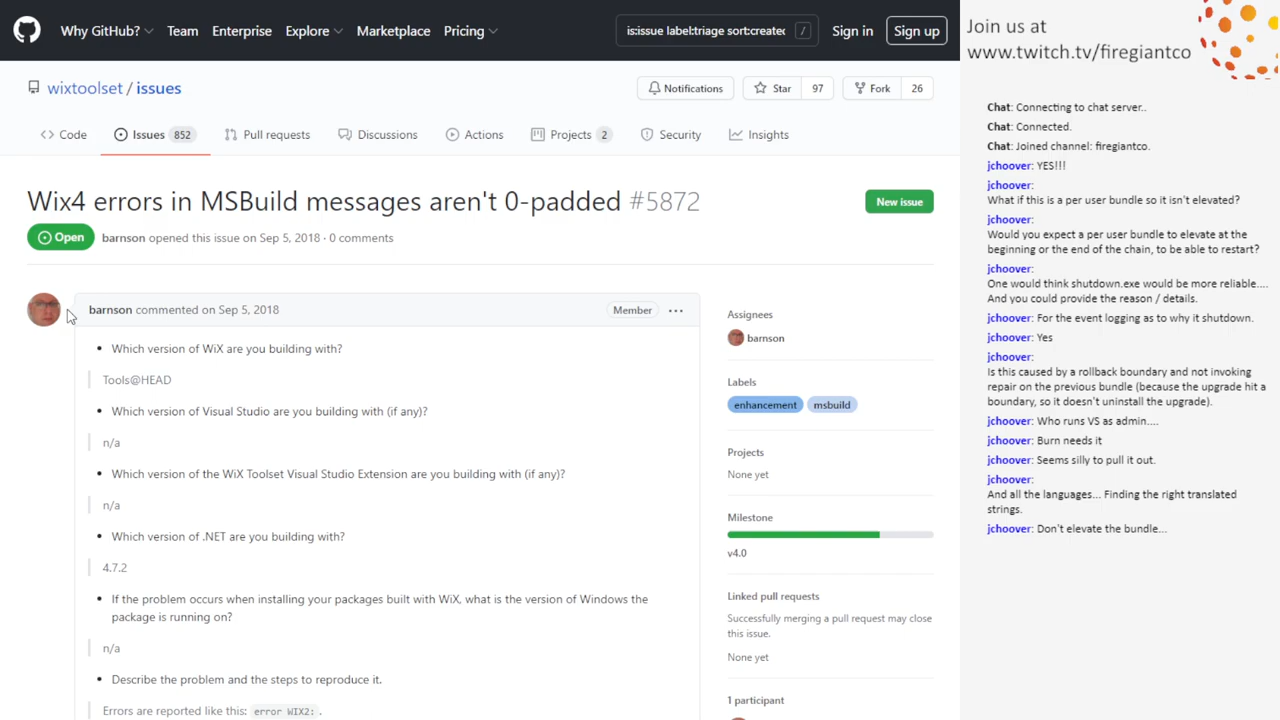 Why GitHub? Team Enterprise Explore Marketplace Pricing is:issue label:triage sort:created / Sign in Sign up
wixtoolset / issues Notifications Star 97 Fork 26
Code Issues 852 Pull requests Discussions Actions Projects 2 Security Insights
Wix4 errors in MSBuild messages aren't 0-padded #5872 New issue
Open barnson opened this issue on Sep 5, 2018 · 0 comments
barnson commented on Sep 5, 2018 Member ...
• Which version of WiX are you building with?
Tools@HEAD
• Which version of Visual Studio are you building with (if any)?
n/a
• Which version of the WiX Toolset Visual Studio Extension are you building with (if any)?
n/a
• Which version of .NET are you building with?
4.7.2
• If the problem occurs when installing your packages built with WiX, what is the version of Windows the
package is running on?
n/a
• Describe the problem and the steps to reproduce it.
Errors are reported like this: error WIX2: .
Assignees
barnson
Labels
enhancement msbuild
Projects
None yet
Milestone
v4.0
Linked pull requests
Successfully merging a pull request may close
this issue.
None yet
1 participant
Join us at
www.twitch.tv/firegiantco
Chat: Connecting to chat server..
Chat: Connected.
Chat: Joined channel: firegiantco.
jchoover: YES!!!
jchoover:
What if this is a per user bundle so it isn't elevated?
jchoover:
Would you expect a per user bundle to elevate at the
beginning or the end of the chain, to be able to restart?
jchoover:
One would think shutdown.exe would be more reliable....
And you could provide the reason / details.
jchoover: For the event logging as to why it shutdown.
jchoover: Yes
jchoover:
Is this caused by a rollback boundary and not invoking
repair on the previous bundle (because the upgrade hit a
boundary, so it doesn't uninstall the upgrade).
jchoover: Who runs VS as admin....
jchoover: Burn needs it
jchoover: Seems silly to pull it out.
jchoover:
And all the languages... Finding the right translated
strings.
jchoover: Don't elevate the bundle...